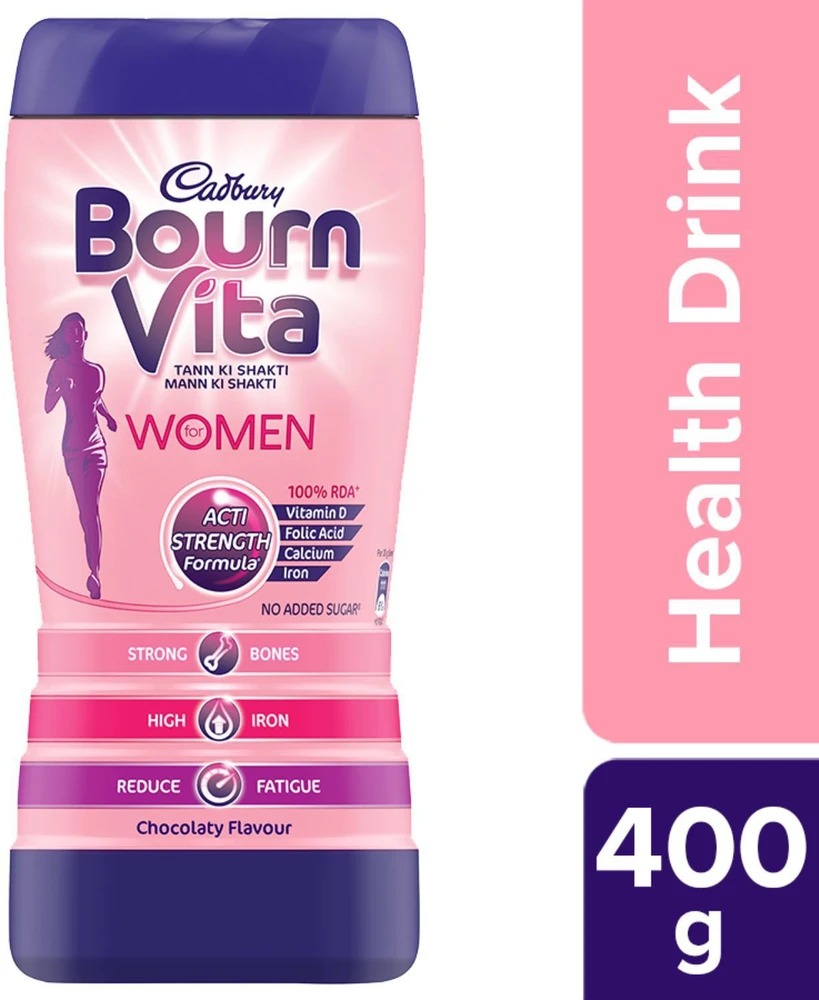 Cadbury
Bourn
Vita
TANN KI SHAKTI
MANN KI SHAKTI
for
WOMEN
ACTI
STRENGTH
Formula
100% RDA+
Vitamin D
Folic Acid
Calcium
Iron
NO ADDED SUGAR
STRONG BONES
HIGH IRON
REDUCE FATIGUE
Chocolaty Flavour
Health Drink
400
g